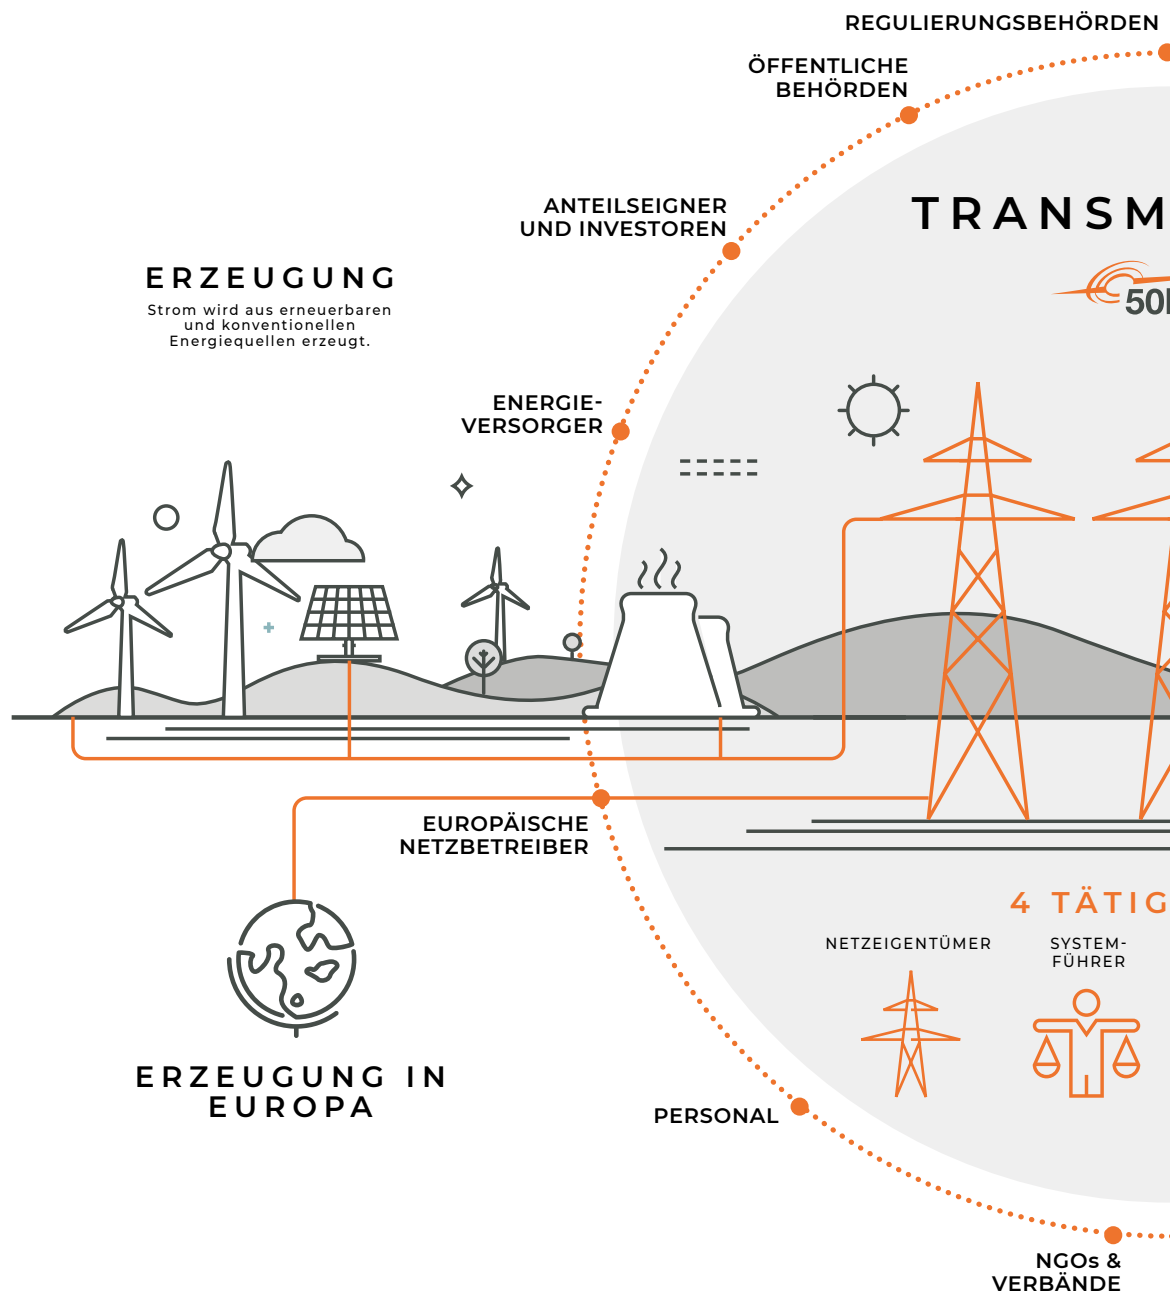 REGULIERUNGSBEHÖRDEN
ÖFFENTLICHE
BEHÖRDEN
ANTEILSEIGNER
UND INVESTOREN
TRANSM
50
ERZEUGUNG
Strom wird aus erneuerbaren
und konventionellen
Energiequellen erzeugt.
ENERGIE-
VERSORGER
EUROPÄISCHE
NETZBETREIBER
4 TÄTIG
NETZEIGENTÜMER
SYSTEM-
FÜHRER
ERZEUGUNG IN
EUROPA
PERSONAL
NGOs &
VERBÄNDE